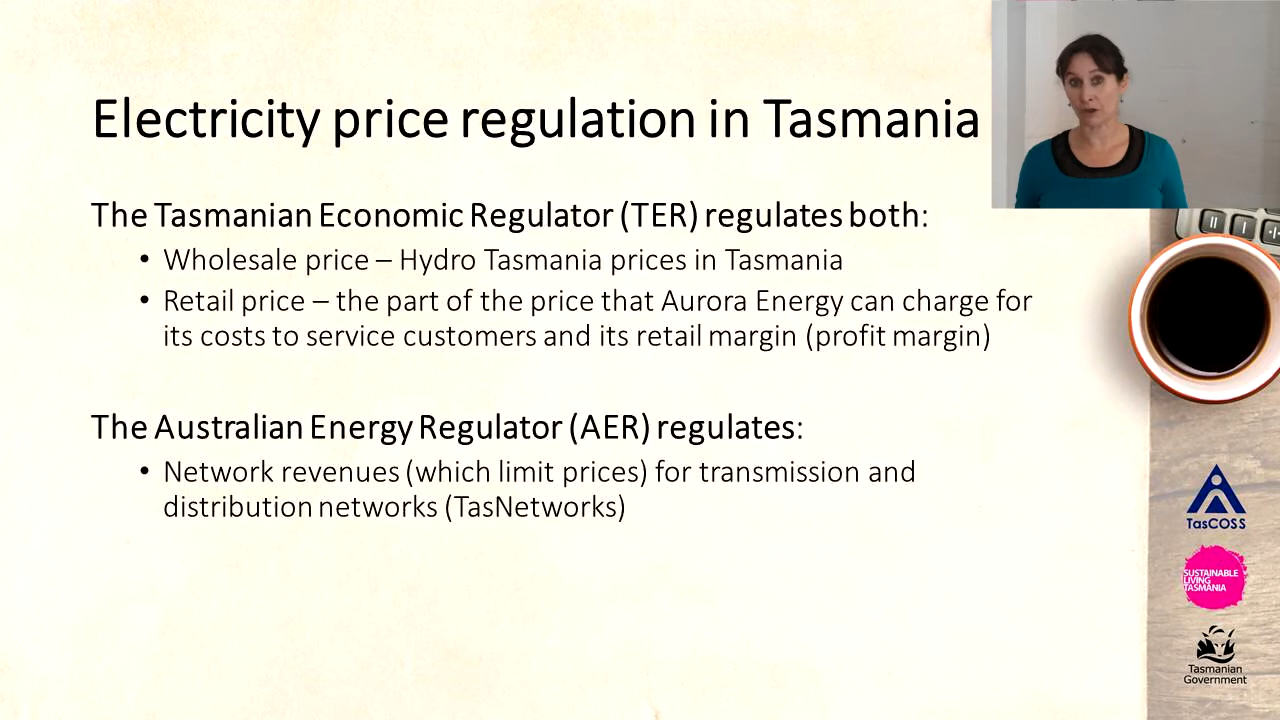 Electricity price regulation in Tasmania
The Tasmanian Economic Regulator (TER) regulates both:
• Wholesale price – Hydro Tasmania prices in Tasmania
• Retail price – the part of the price that Aurora Energy can charge for
its costs to service customers and its retail margin (profit margin)
The Australian Energy Regulator (AER) regulates:
• Network revenues (which limit prices) for transmission and
distribution networks (TasNetworks)
TasCOSS
SUSTAINABLE
LIVING
TASMANIA
Tasmanian
Government